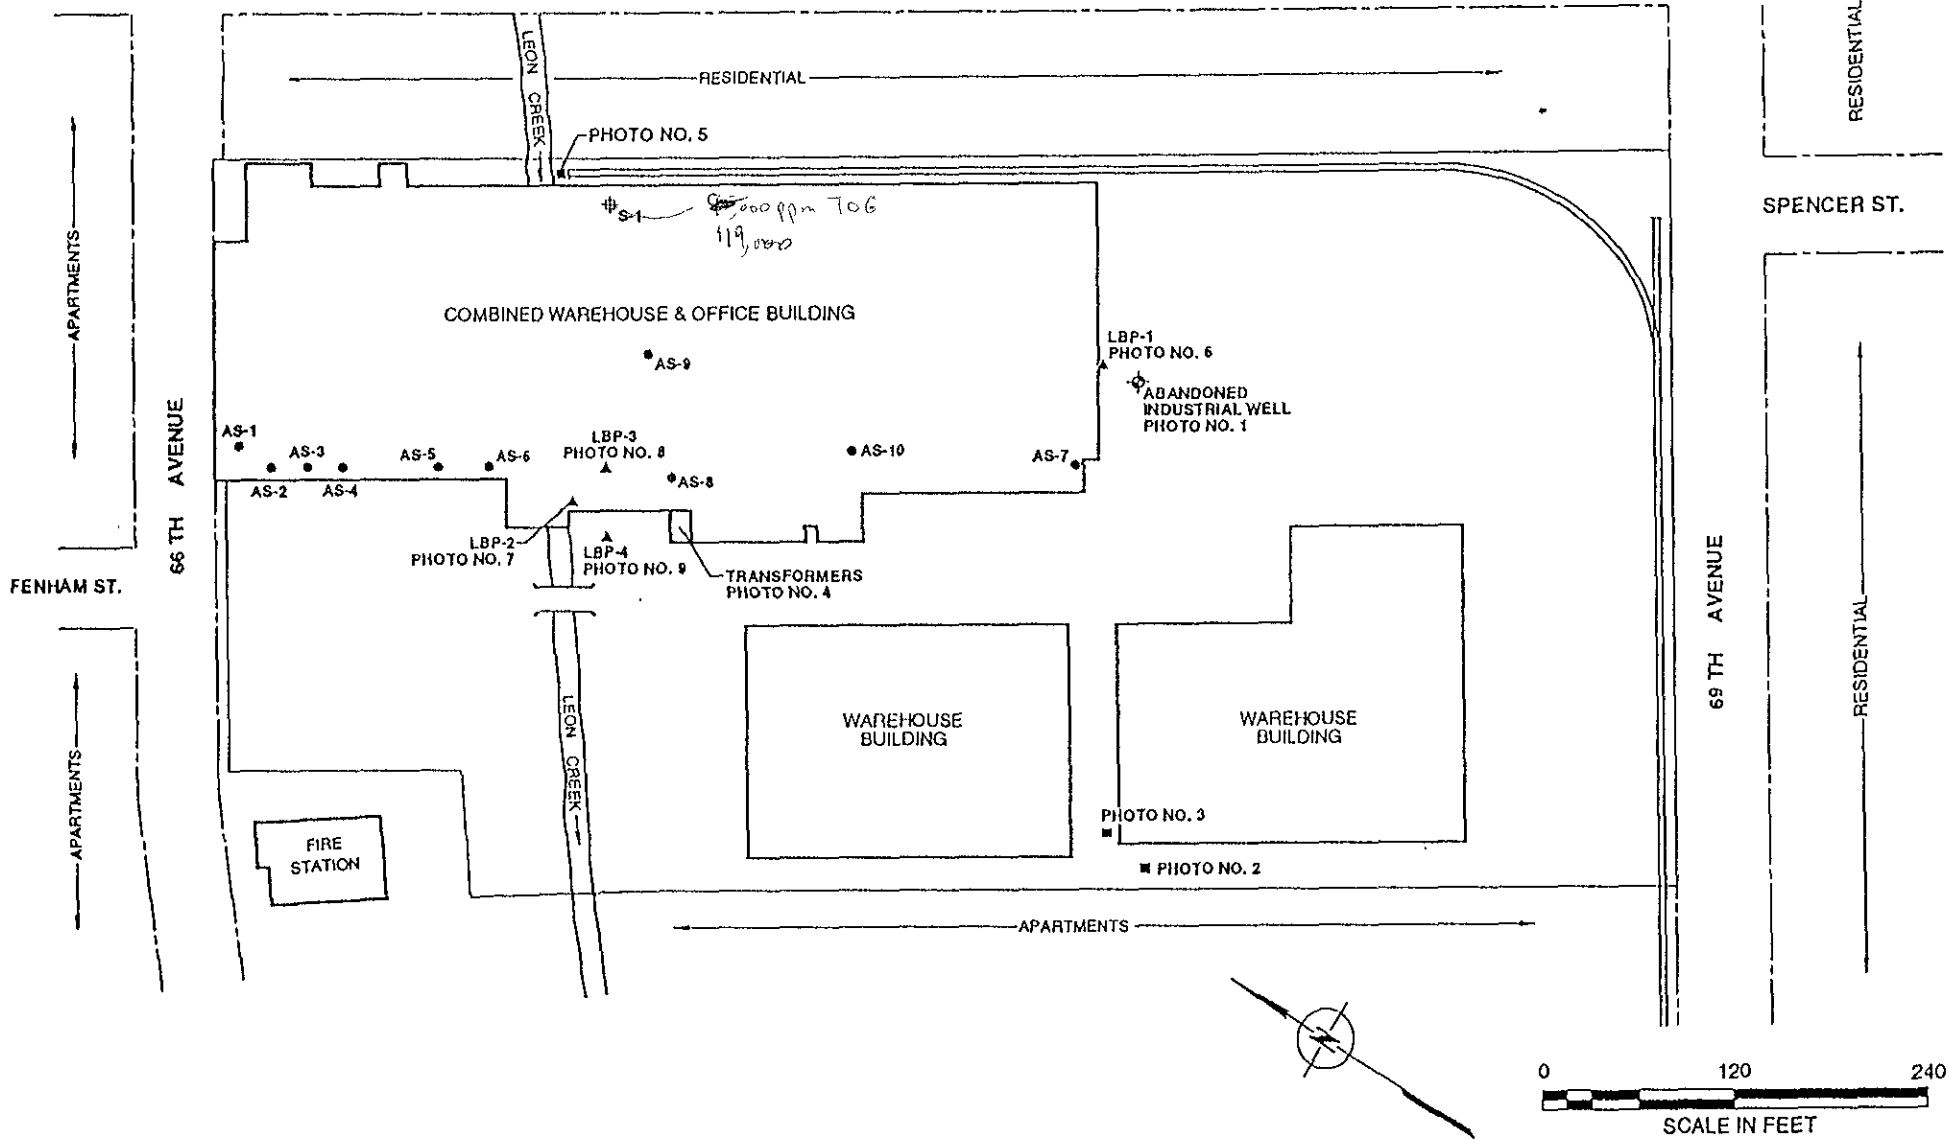 RESIDENTIAL
LEON CREEK
RESIDENTIAL
PHOTO NO. 5
SPENCER ST.
S-1
,000 ppm TOG
119,000
APARTMENTS
COMBINED WAREHOUSE & OFFICE BUILDING
LBP-1
PHOTO NO. 6
AS-9
ABANDONED
INDUSTRIAL WELL
PHOTO NO. 1
66 TH AVENUE
AS-1
AS-3
AS-5
AS-6
LBP-3
PHOTO NO. 8
AS-10
AS-7
AS-2
AS-4
AS-8
LBP-2
PHOTO NO. 7
LBP-4
PHOTO NO. 9
TRANSFORMERS
PHOTO NO. 4
FENHAM ST.
69 TH AVENUE
RESIDENTIAL
LEON CREEK
WAREHOUSE
BUILDING
WAREHOUSE
BUILDING
APARTMENTS
PHOTO NO. 3
FIRE
STATION
PHOTO NO. 2
APARTMENTS
0 120 240
SCALE IN FEET